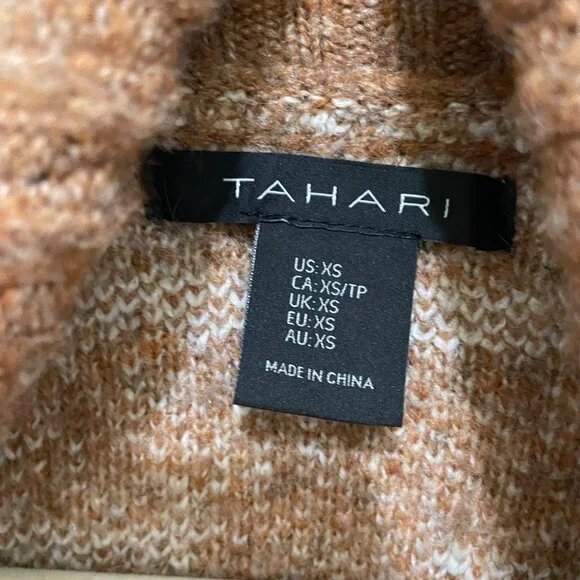 TAHARI
US: XS
CA: XS/TP
UK: XS
EU: XS
AU: XS
MADE IN CHINA